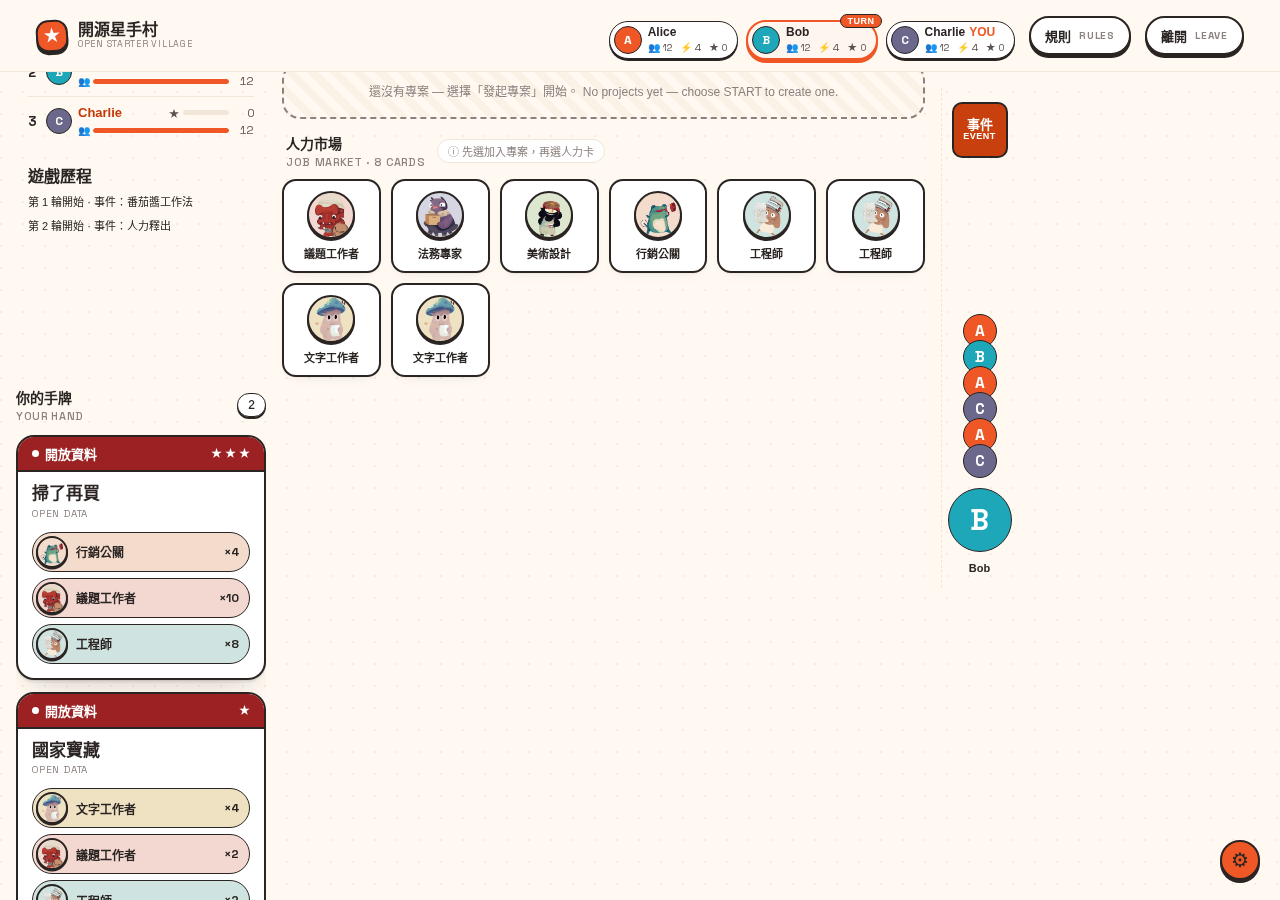 開源星手村
OPEN STARTER VILLAGE
A
Alice
12 4 ★ 0
TURN
B
Bob
12 4 ★ 0
C
Charlie YOU
12 4 ★ 0
規則 RULES
離開 LEAVE
2 B 12
3 C Charlie ★ 0
12
遊戲歷程
第 1 輪開始 · 事件：番茄醬工作法
第 2 輪開始 · 事件：人力釋出
還沒有專案 — 選擇「發起專案」開始。 No projects yet — choose START to create one.
人力市場
JOB MARKET · 8 CARDS
ⓘ 先選加入專案，再選人力卡
議題工作者
法務專家
美術設計
行銷公關
工程師
工程師
文字工作者
文字工作者
事件
EVENT
A
B
A
C
A
C
B
Bob
你的手牌
YOUR HAND
2
開放資料 ★ ★ ★
掃了再買
OPEN DATA
行銷公關 ×4
議題工作者 ×10
工程師 ×8
開放資料 ★
國家寶藏
OPEN DATA
文字工作者 ×4
議題工作者 ×2
工程師